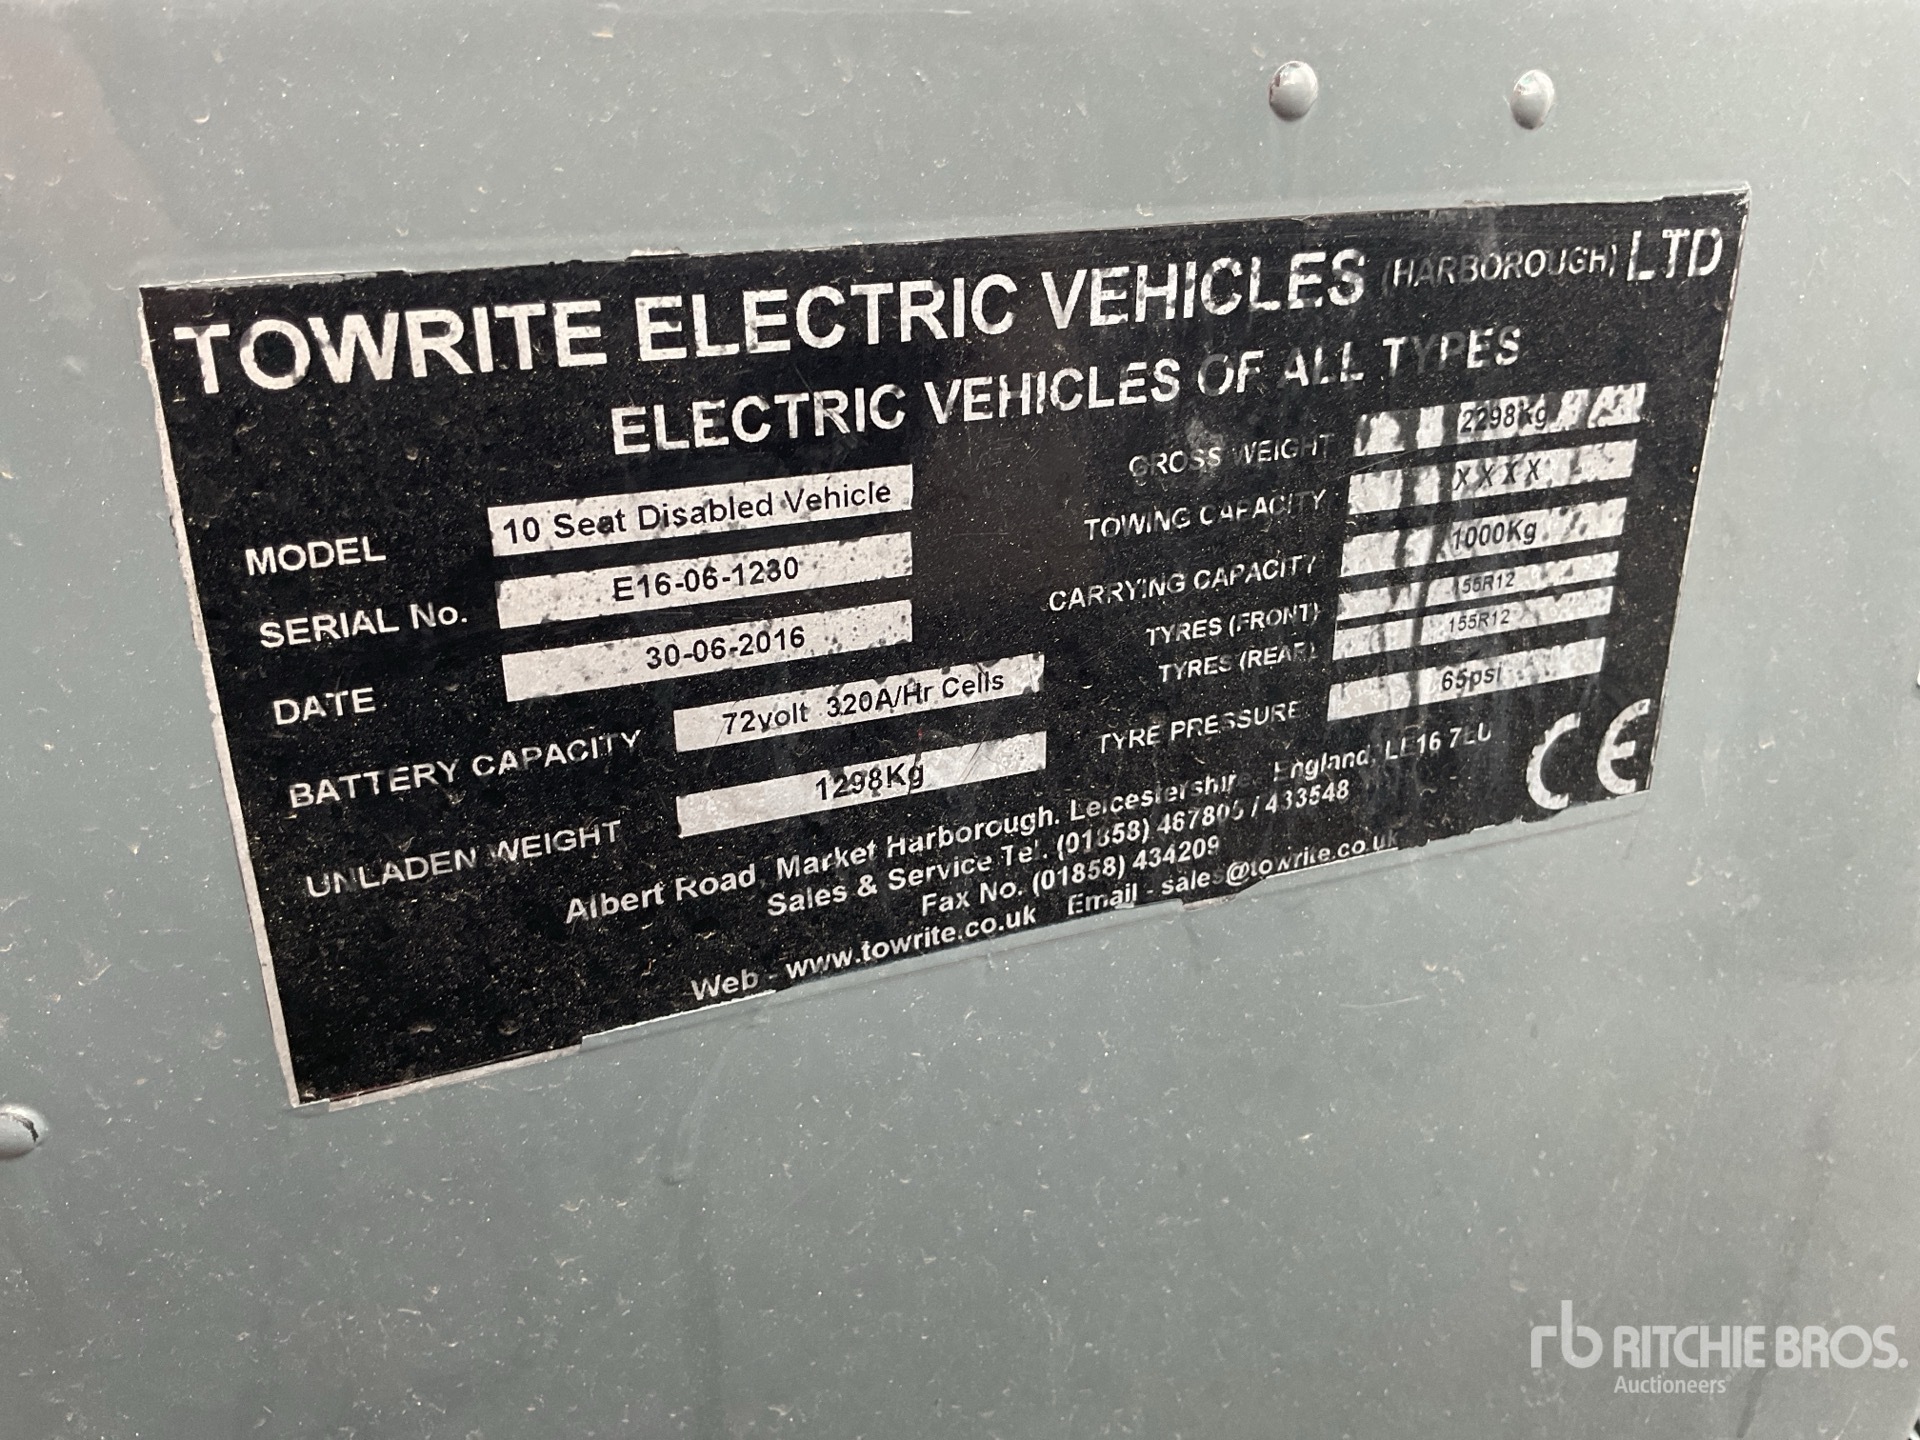 TOWRITE ELECTRIC VEHICLES (HARBOROUGH) LTD
ELECTRIC VEHICLES OF ALL TYPES
MODEL 10 Seat Disabled Vehicle
SERIAL No. E16-06-1230
DATE 30-06-2016
BATTERY CAPACITY 72volt 320A/Hr Cells
UNLADEN WEIGHT 1298Kg
GROSS WEIGHT 2298Kg
TOWING CAPACITY XXXX
CARRYING CAPACITY 1000Kg
TYRES (FRONT) 155R12
TYRES (REAR) 155R12
TYRE PRESSURE 65psi
Albert Road, Market Harborough. Leicestershire, England, LE16 7LU
Sales & Service Tel. (01858) 467805 / 433548
Fax No. (01858) 434209
Web - www.towrite.co.uk Email - sales@towrite.co.uk
CE
rb RITCHIE BROS.
Auctioneers